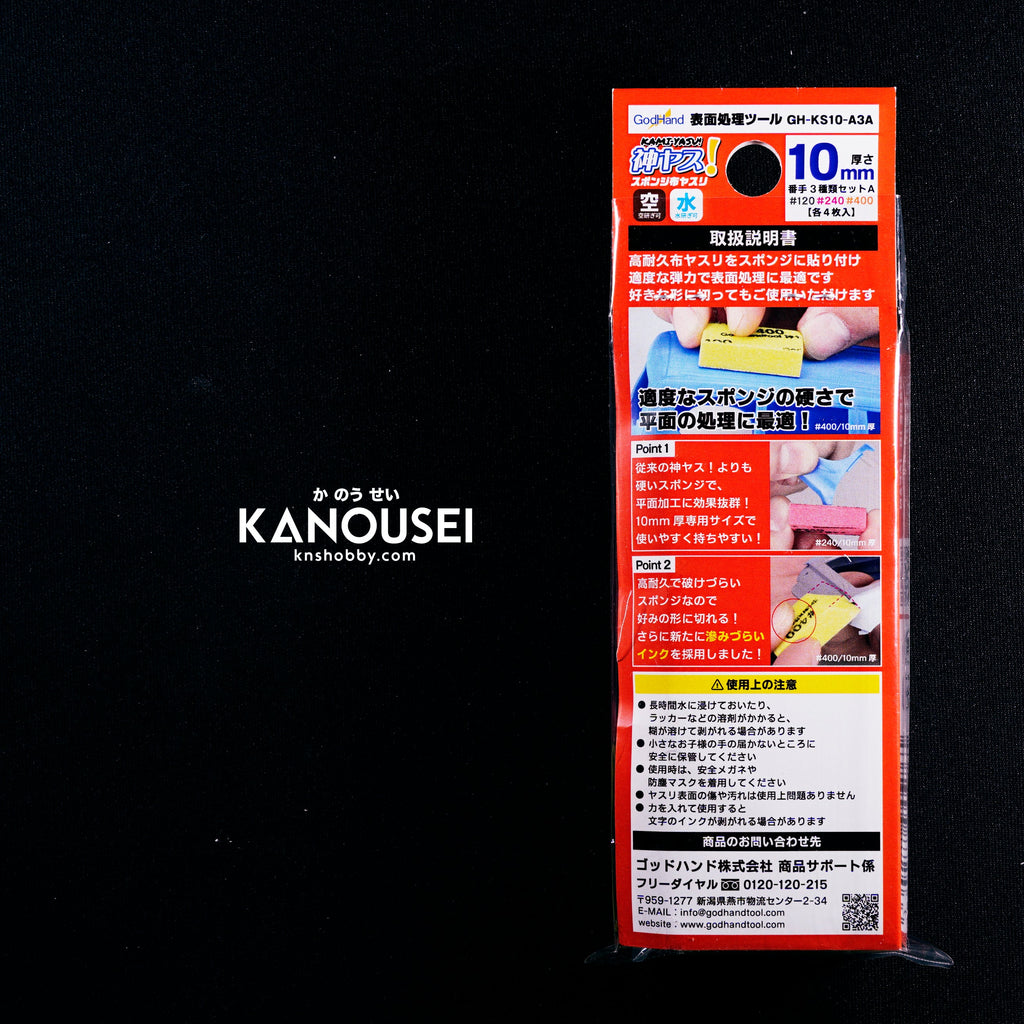 か のう せい
KANOUSEI
knshobby.com
GodHand 表面処理ツール GH-KS10-A3A
KAMI-YASU!
神ヤス!
スポンジ布ヤスリ
空
空研ぎ可
水
水研ぎ可
10mm
厚さ
番手3種類セットA
#120 #240 #400
【各4枚入】
取扱説明書
高耐久布ヤスリをスポンジに貼り付け
適度な弾力で表面処理に最適です
好きな形に切ってもご使用いただけます
400
適度なスポンジの硬さで
平面の処理に最適!
#400/10mm 厚
Point 1
従来の神ヤス!よりも
硬いスポンジで、
平面加工に効果抜群!
10mm 厚専用サイズで
使いやすく持ちやすい!
#240/10mm 厚
Point 2
高耐久で破けづらい
スポンジなので
好みの形に切れる!
さらに新たに滲みづらい
インクを採用しました!
#400
#400/10mm 厚
⚠使用上の注意
●長時間水に浸けておいたり、
ラッカーなどの溶剤がかかると、
糊が溶けて剥がれる場合があります
●小さなお子様の手の届かないところに
安全に保管してください
●使用時は、安全メガネや
防塵マスクを着用してください
●ヤスリ表面の傷や汚れは使用上問題ありません
●力を入れて使用すると
文字のインクが剥がれる場合があります
商品のお問い合わせ先
ゴッドハンド株式会社 商品サポート係
フリーダイヤル 0120-120-215
〒959-1277 新潟県燕市物流センター2-34
E-MAIL : info@godhandtool.com
website : www.godhandtool.com